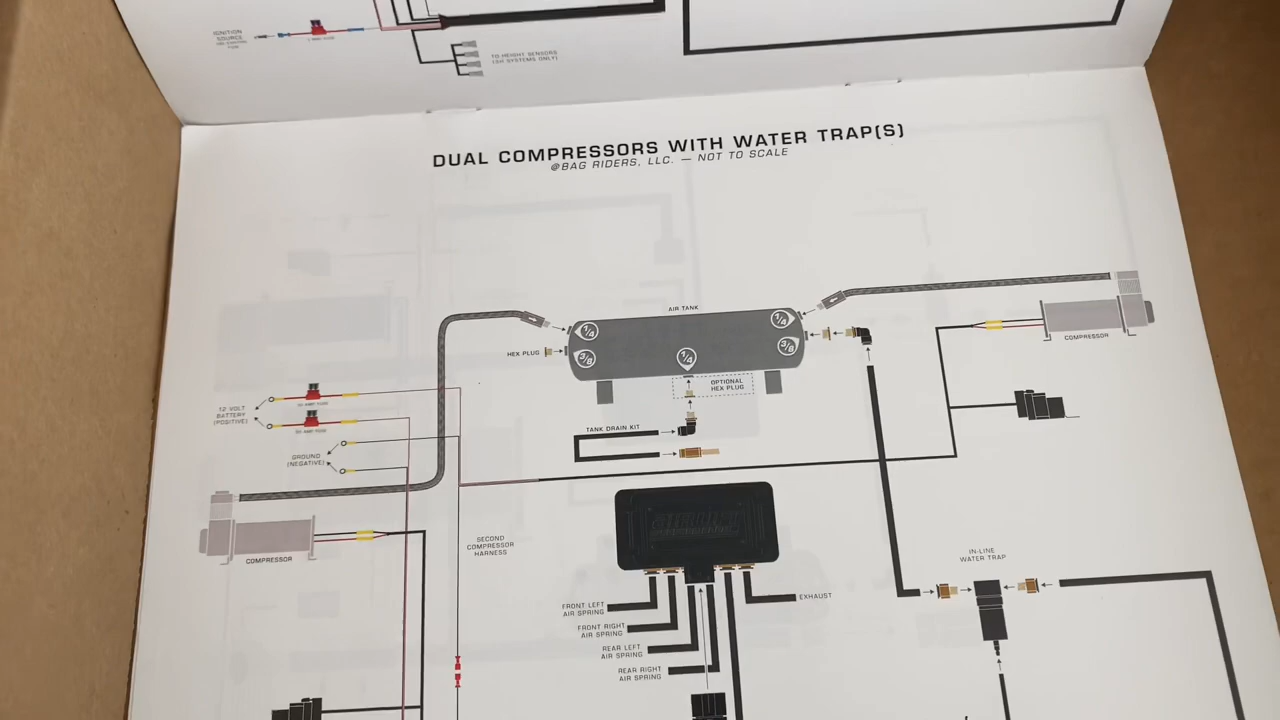 IGNITION
SOURCE
TO HEIGHT SENSORS
(3H SYSTEMS ONLY)
DUAL COMPRESSORS WITH WATER TRAP(S)
@BAG RIDERS, LLC. — NOT TO SCALE
AIR TANK
1/4
1/4
HEX PLUG
3/8
1/4
3/8
COMPRESSOR
OPTIONAL
HEX PLUG
12 VOLT
BATTERY
(POSITIVE)
TANK DRAIN KIT
GROUND
(NEGATIVE)
SECOND
COMPRESSOR
HARNESS
COMPRESSOR
IN-LINE
WATER TRAP
FRONT LEFT
AIR SPRING
EXHAUST
FRONT RIGHT
AIR SPRING
REAR LEFT
AIR SPRING
REAR RIGHT
AIR SPRING